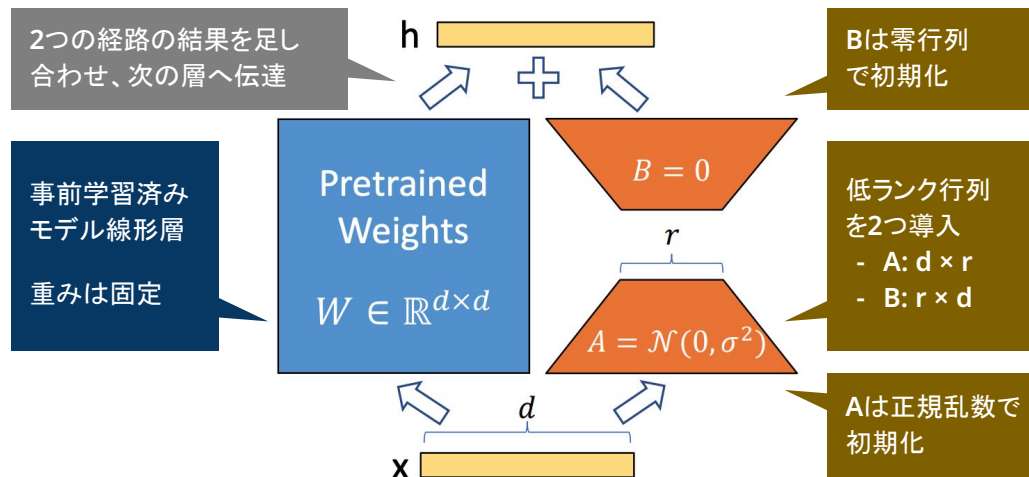 2つの経路の結果を足し
合わせ、次の層へ伝達
h
Bは零行列
で初期化
事前学習済み
モデル線形層
重みは固定
Pretrained
Weights
W ∈ ℝ^{d×d}
B = 0
r
A = 𝒩(0, σ²)
低ランク行列
を2つ導入
- A: d × r
- B: r × d
Aは正規乱数で
初期化
d
x